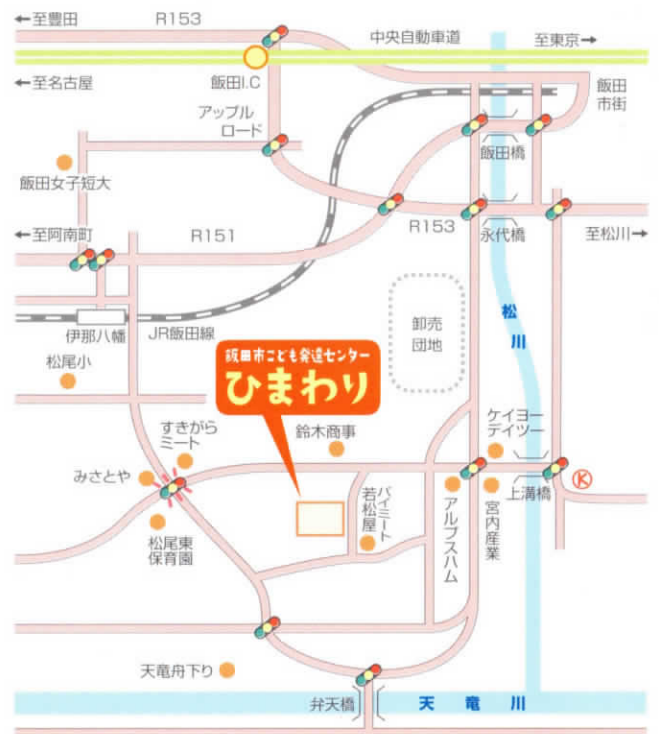 ←至豊田
R153
中央自動車道
至東京→
←至名古屋
飯田I.C
飯田
市街
アップル
ロード
飯田橋
飯田女子短大
←至阿南町
R151
R153
永代橋
至松川→
松川
卸売
団地
伊那八幡
JR飯田線
松尾小
飯田市こども発達センター
ひまわり
すきがら
ミート
鈴木商事
ケイヨー
デイツー
みさとや
K
上溝橋
若松屋
バイミート
アルプスハム
宮内産業
松尾東
保育園
天竜舟下り
弁天橋
天竜川